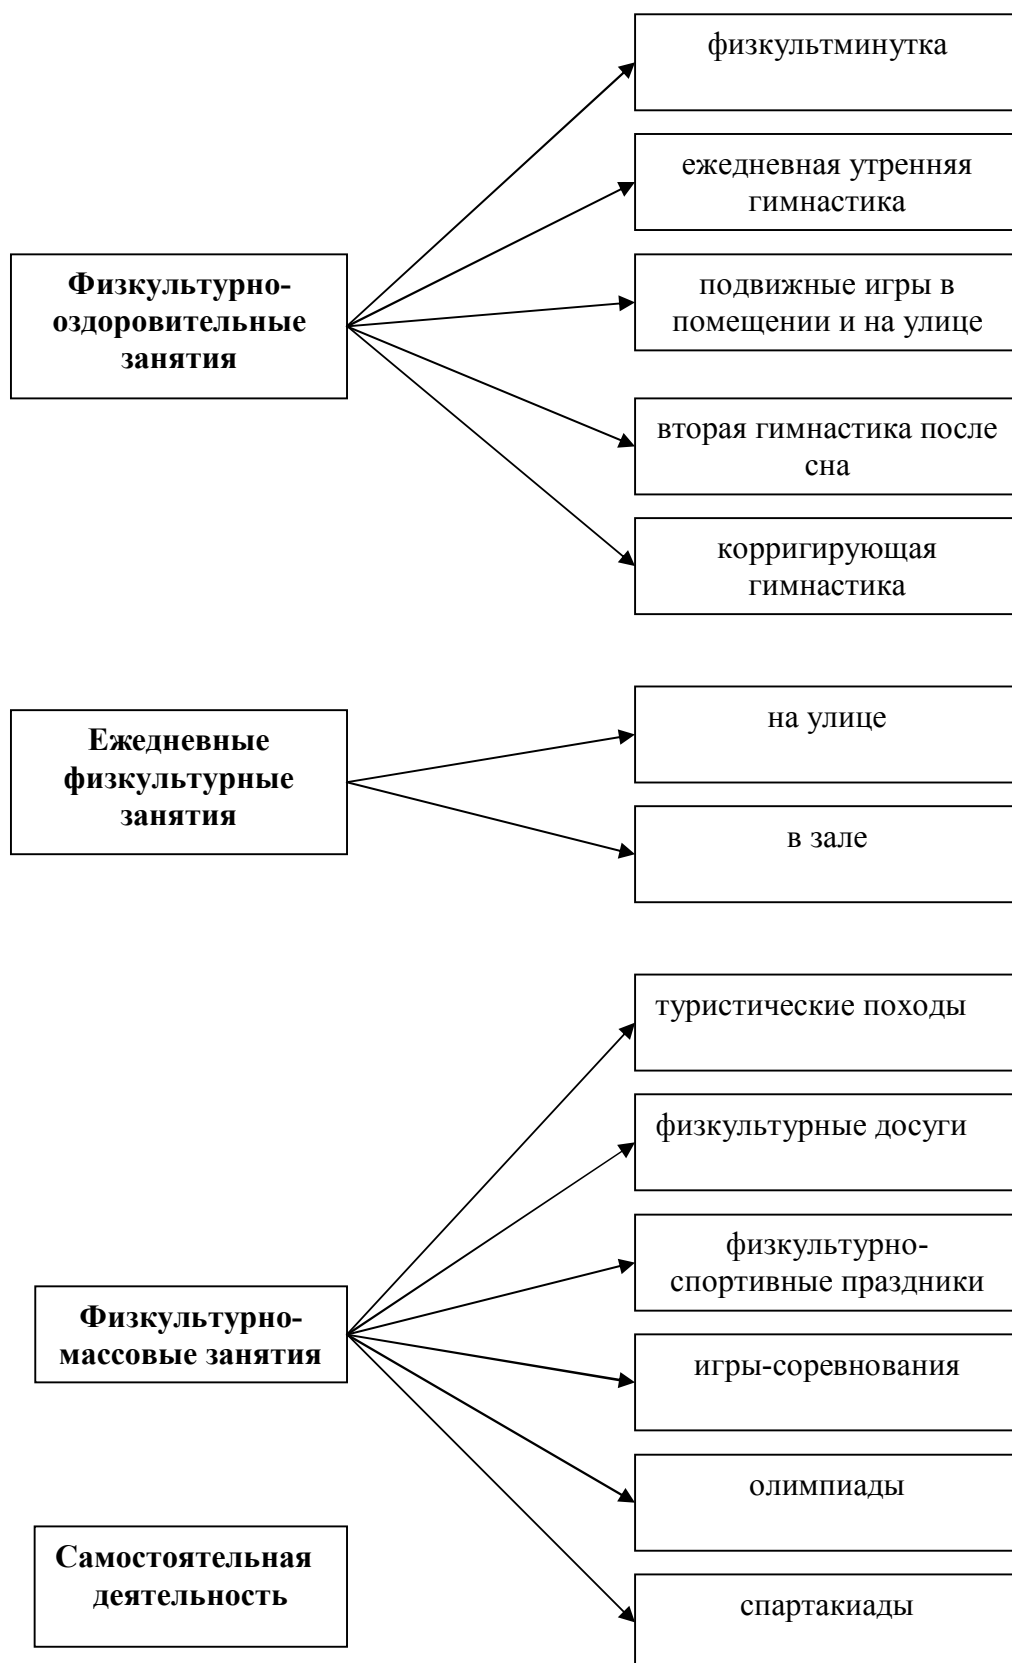 физкультминутка
ежедневная утренняя
гимнастика
Физкультурно-
оздоровительные
занятия
подвижные игры в
помещении и на улице
вторая гимнастика после
сна
корригирующая
гимнастика
Ежедневные
физкультурные
занятия
на улице
в зале
туристические походы
физкультурные досуги
физкультурно-
спортивные праздники
Физкультурно-
массовые занятия
игры-соревнования
олимпиады
Самостоятельная
деятельность
спартакиады